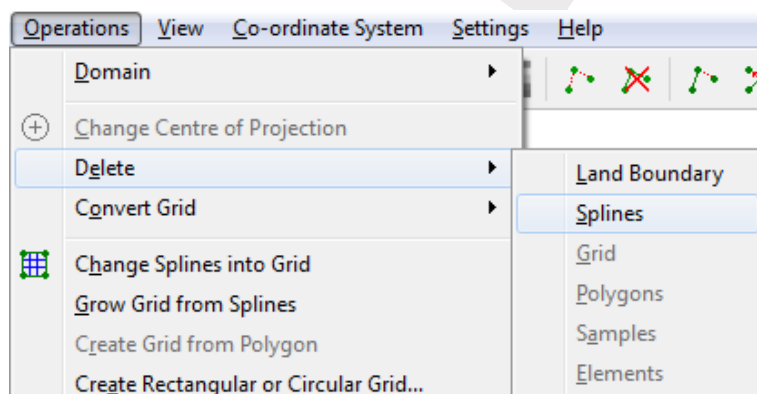 Operations View Co-ordinate System Settings Help
Domain
Change Centre of Projection
Delete
Land Boundary
Convert Grid
Splines
Grid
Change Splines into Grid
Polygons
Grow Grid from Splines
Samples
Create Grid from Polygon
Elements
Create Rectangular or Circular Grid...